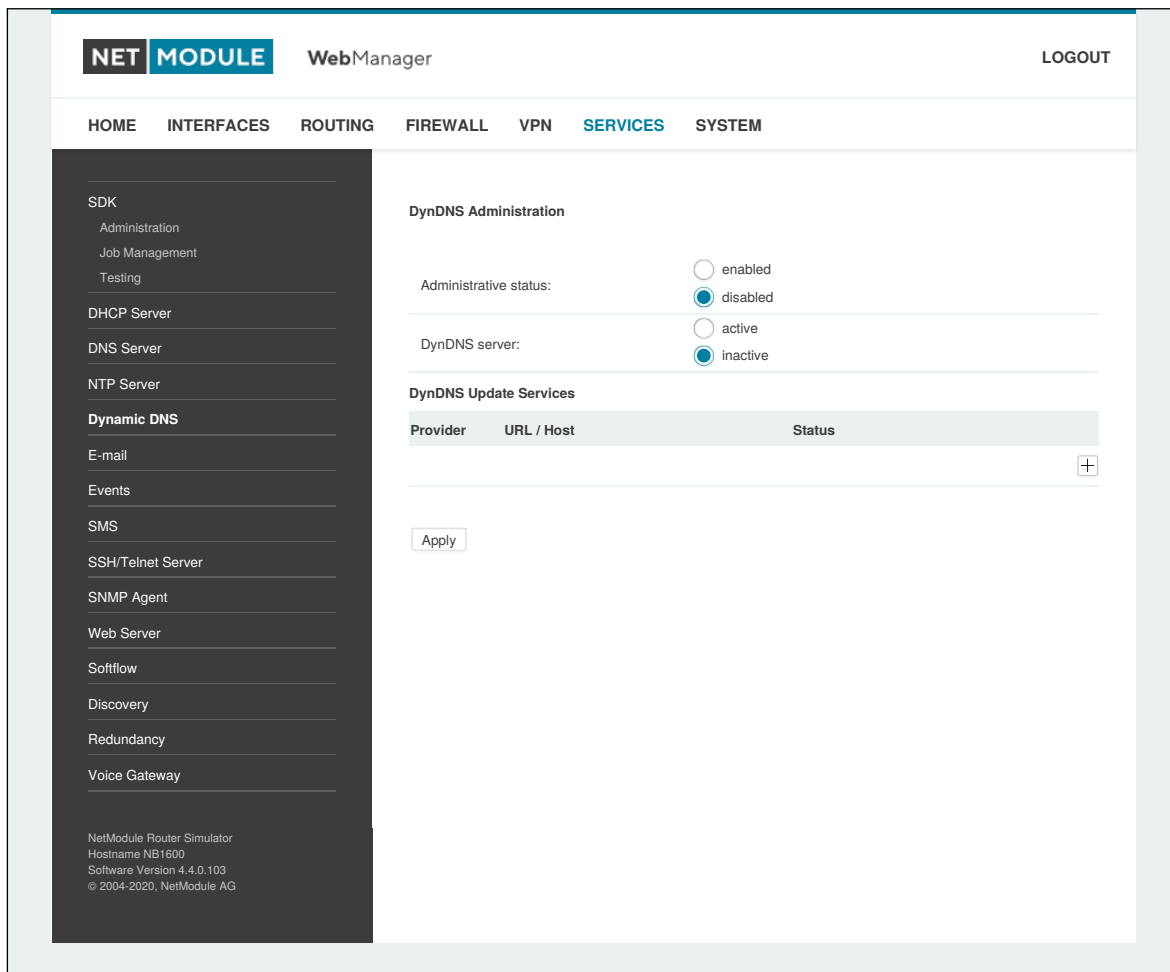 NET MODULE WebManager LOGOUT
HOME INTERFACES ROUTING FIREWALL VPN SERVICES SYSTEM
SDK
Administration
Job Management
Testing
DHCP Server
DNS Server
NTP Server
Dynamic DNS
E-mail
Events
SMS
SSH/Telnet Server
SNMP Agent
Web Server
Softflow
Discovery
Redundancy
Voice Gateway
NetModule Router Simulator
Hostname NB1600
Software Version 4.4.0.103
© 2004-2020, NetModule AG
DynDNS Administration
Administrative status:
enabled
disabled
DynDNS server:
active
inactive
DynDNS Update Services
Provider URL / Host Status
Apply